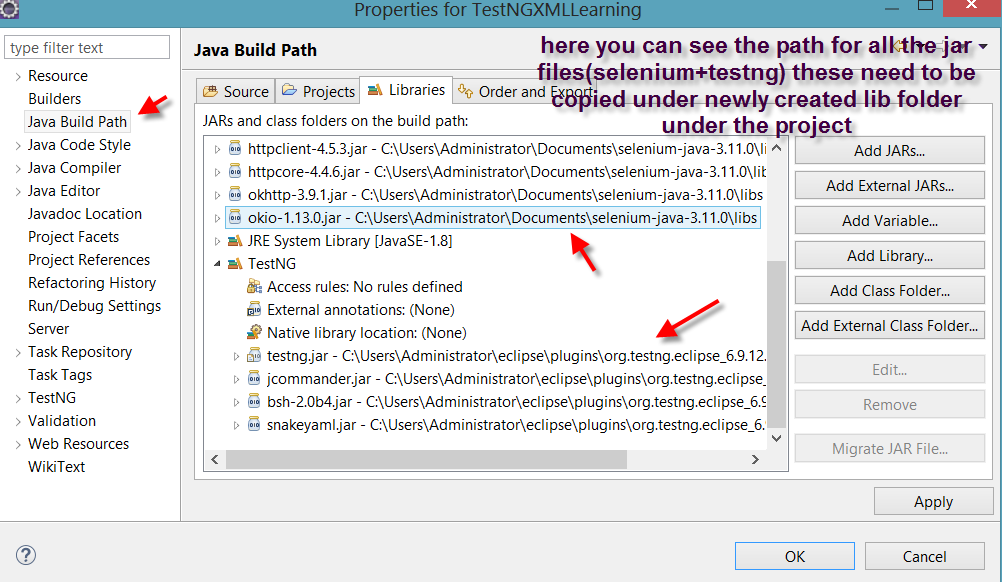 Properties for TestNGXMLLearning
type filter text
Resource
Builders
Java Build Path
Java Code Style
Java Compiler
Java Editor
Javadoc Location
Project Facets
Project References
Refactoring History
Run/Debug Settings
Server
Task Repository
Task Tags
TestNG
Validation
Web Resources
WikiText
Java Build Path
here you can see the path for all the jar
files(selenium+testng) these need to be
copied under newly created lib folder
under the project
Source Projects Libraries Order and Export
JARs and class folders on the build path:
httpclient-4.5.3.jar - C:\Users\Administrator\Documents\selenium-java-3.11.0\li
httpcore-4.4.6.jar - C:\Users\Administrator\Documents\selenium-java-3.11.0\lib
okhttp-3.9.1.jar - C:\Users\Administrator\Documents\selenium-java-3.11.0\libs
okio-1.13.0.jar - C:\Users\Administrator\Documents\selenium-java-3.11.0\libs
JRE System Library [JavaSE-1.8]
TestNG
Access rules: No rules defined
External annotations: (None)
Native library location: (None)
testng.jar - C:\Users\Administrator\eclipse\plugins\org.testng.eclipse_6.9.12.
jcommander.jar - C:\Users\Administrator\eclipse\plugins\org.testng.eclipse_
bsh-2.0b4.jar - C:\Users\Administrator\eclipse\plugins\org.testng.eclipse_6.9
snakeyaml.jar - C:\Users\Administrator\eclipse\plugins\org.testng.eclipse_6.
Add JARs...
Add External JARs...
Add Variable...
Add Library...
Add Class Folder...
Add External Class Folder...
Edit...
Remove
Migrate JAR File...
Apply
OK
Cancel